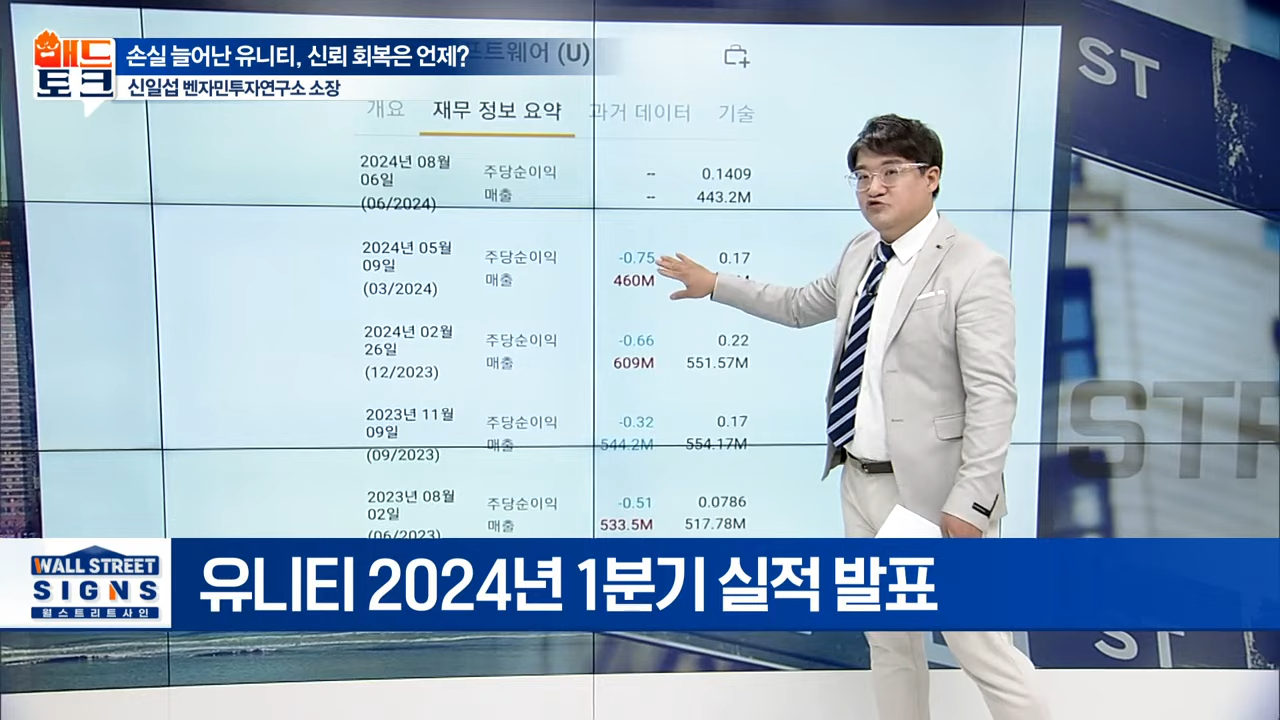 매드
토크
손실 늘어난 유니티, 신뢰 회복은 언제?
신일섭 벤자민투자연구소 소장
프트웨어 (U)
개요 재무 정보 요약 과거 데이터 기술
2024년 08월
06일
(06/2024)
주당순이익 -- 0.1409
매출 -- 443.2M
2024년 05월
09일
(03/2024)
주당순이익 -0.75 0.17
매출 460M
2024년 02월
26일
(12/2023)
주당순이익 -0.66 0.22
매출 609M 551.57M
2023년 11월
09일
(09/2023)
주당순이익 -0.32 0.17
매출 544.2M 554.17M
2023년 08월
02일
(06/2023)
주당순이익 -0.51 0.0786
매출 533.5M 517.78M
ST
STR
WALL STREET
SIGNS
월스트리트사인
유니티 2024년 1분기 실적 발표
ST